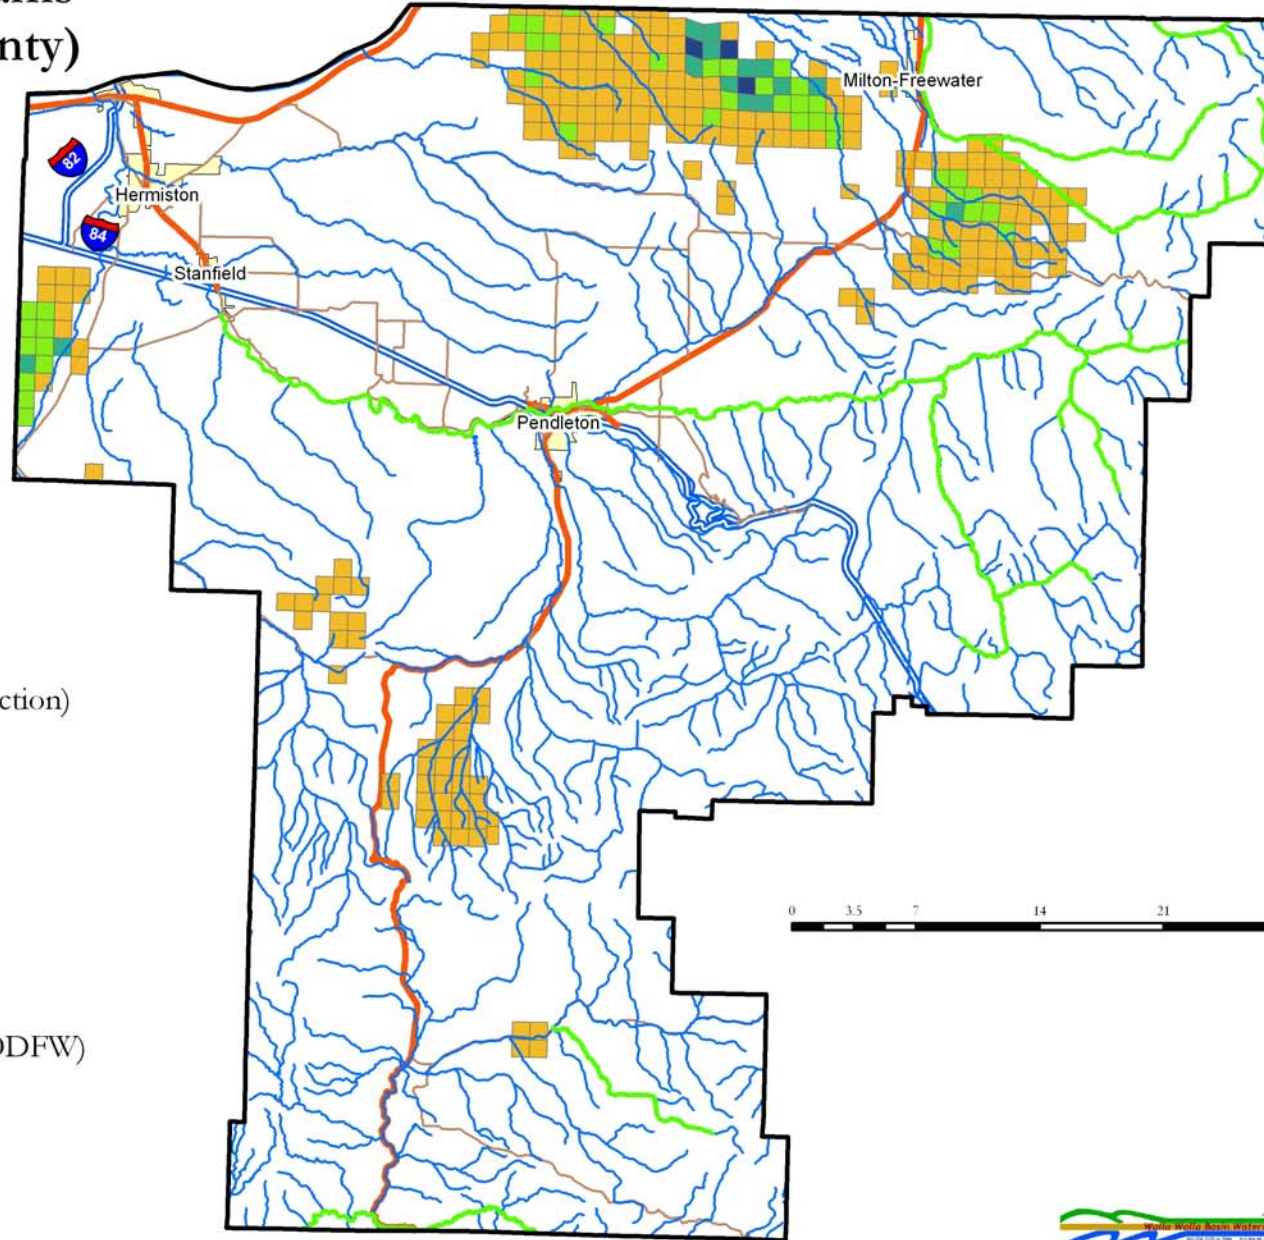 nty)
Milton-Freewater
82
Hermiston
84
Stanfield
Pendleton
ction)
0 3.5 7 14 21
ODFW)
Walla Walla Basin Water